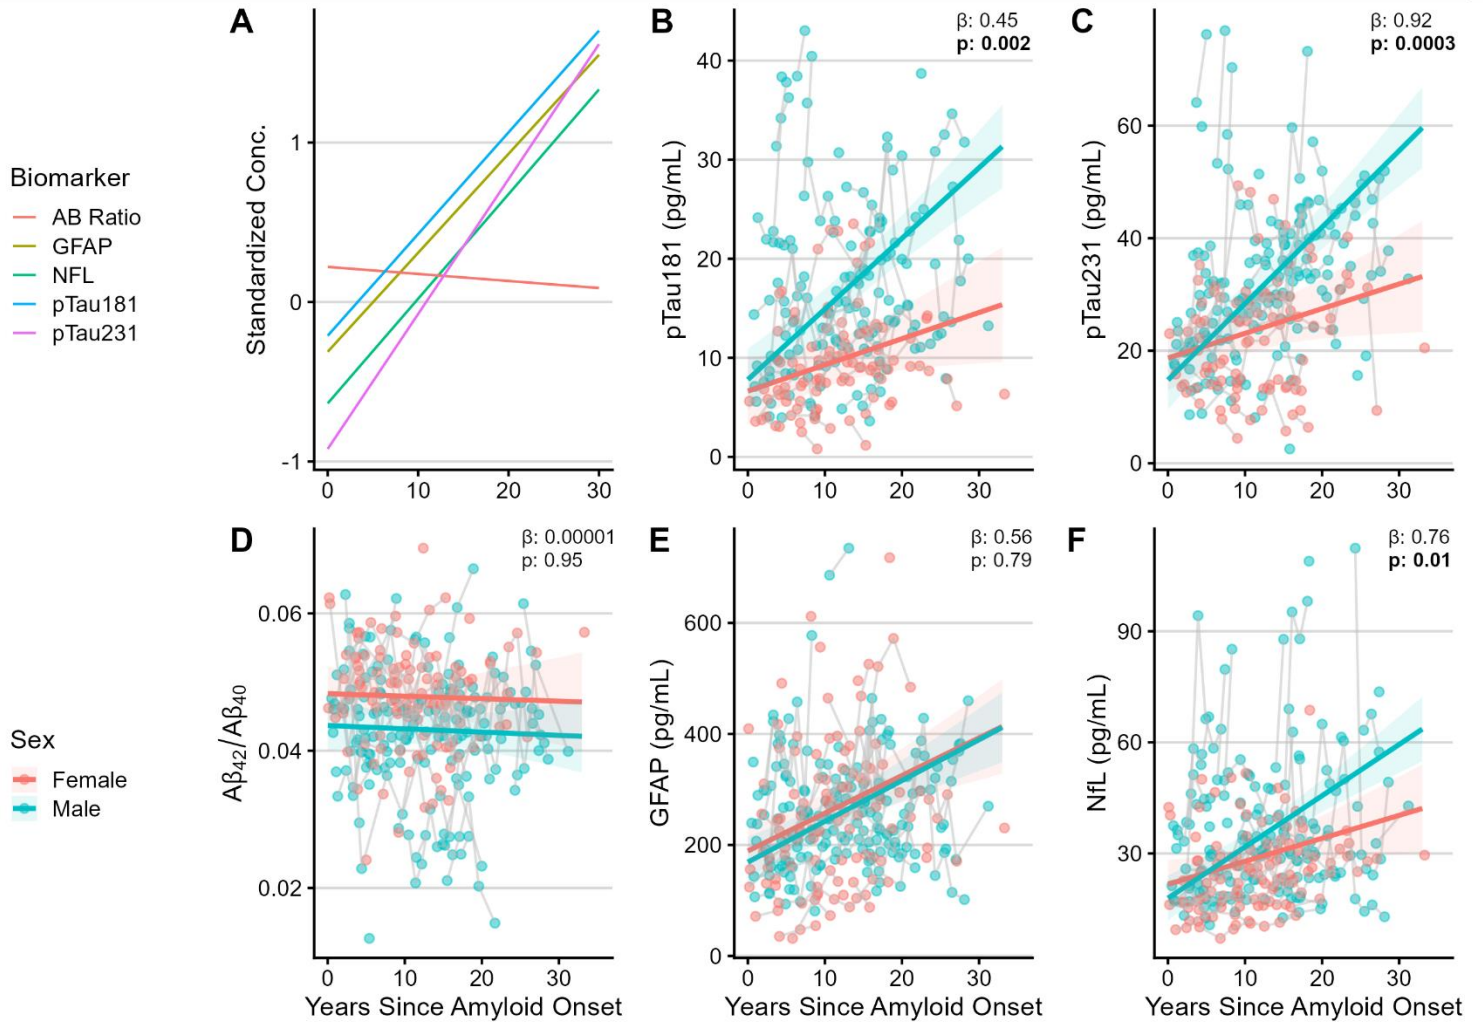 Biomarker
AB Ratio
GFAP
NFL
pTau181
pTau231
Sex
Female
Male
A
Standardized Conc.
1
0
-1
0 10 20 30
B
β: 0.45
p: 0.002
pTau181 (pg/mL)
40
30
20
10
0
0 10 20 30
C
β: 0.92
p: 0.0003
pTau231 (pg/mL)
60
40
20
0
0 10 20 30
D
β: 0.00001
p: 0.95
Aβ₄₂/Aβ₄₀
0.06
0.04
0.02
0 10 20 30
Years Since Amyloid Onset
E
β: 0.56
p: 0.79
GFAP (pg/mL)
600
400
200
0
0 10 20 30
Years Since Amyloid Onset
F
β: 0.76
p: 0.01
NfL (pg/mL)
90
60
30
0 10 20 30
Years Since Amyloid Onset